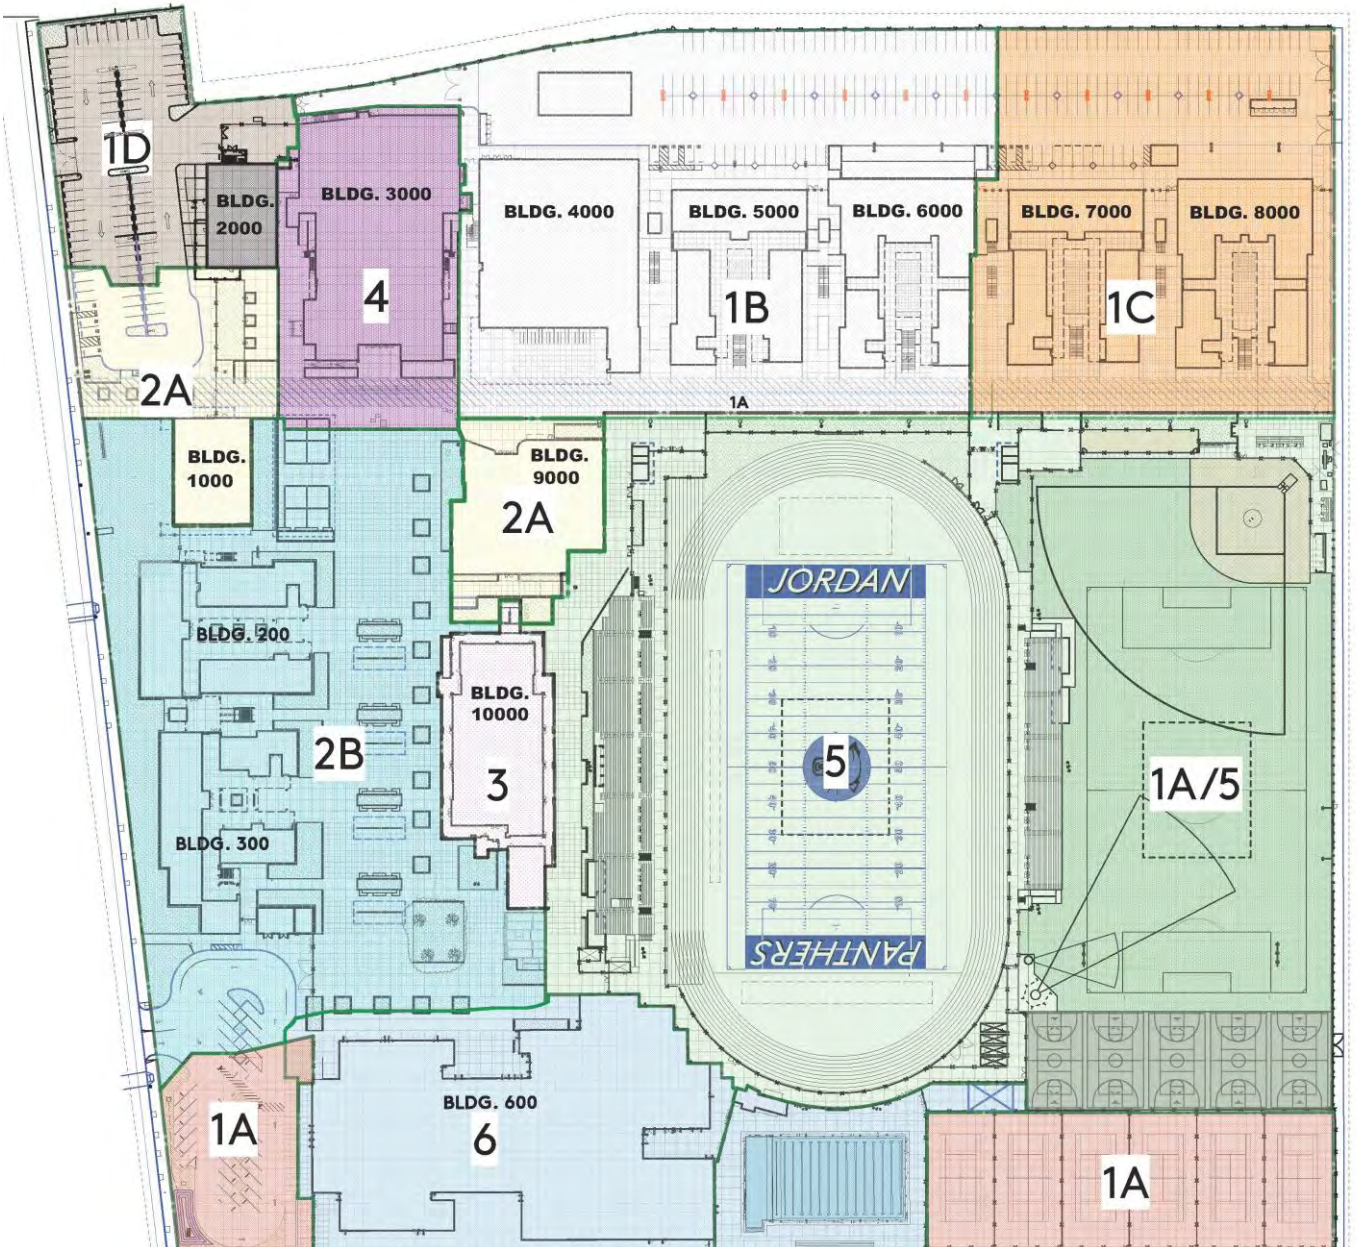 1D
BLDG.
2000
BLDG. 3000
4
BLDG. 4000
BLDG. 5000
BLDG. 6000
1B
BLDG. 7000
BLDG. 8000
1C
2A
1A
BLDG.
1000
BLDG.
9000
2A
JORDAN
BLDG. 200
BLDG.
10000
3
2B
5
1A/5
BLDG. 300
PANTHERS
1A
BLDG. 600
6
1A